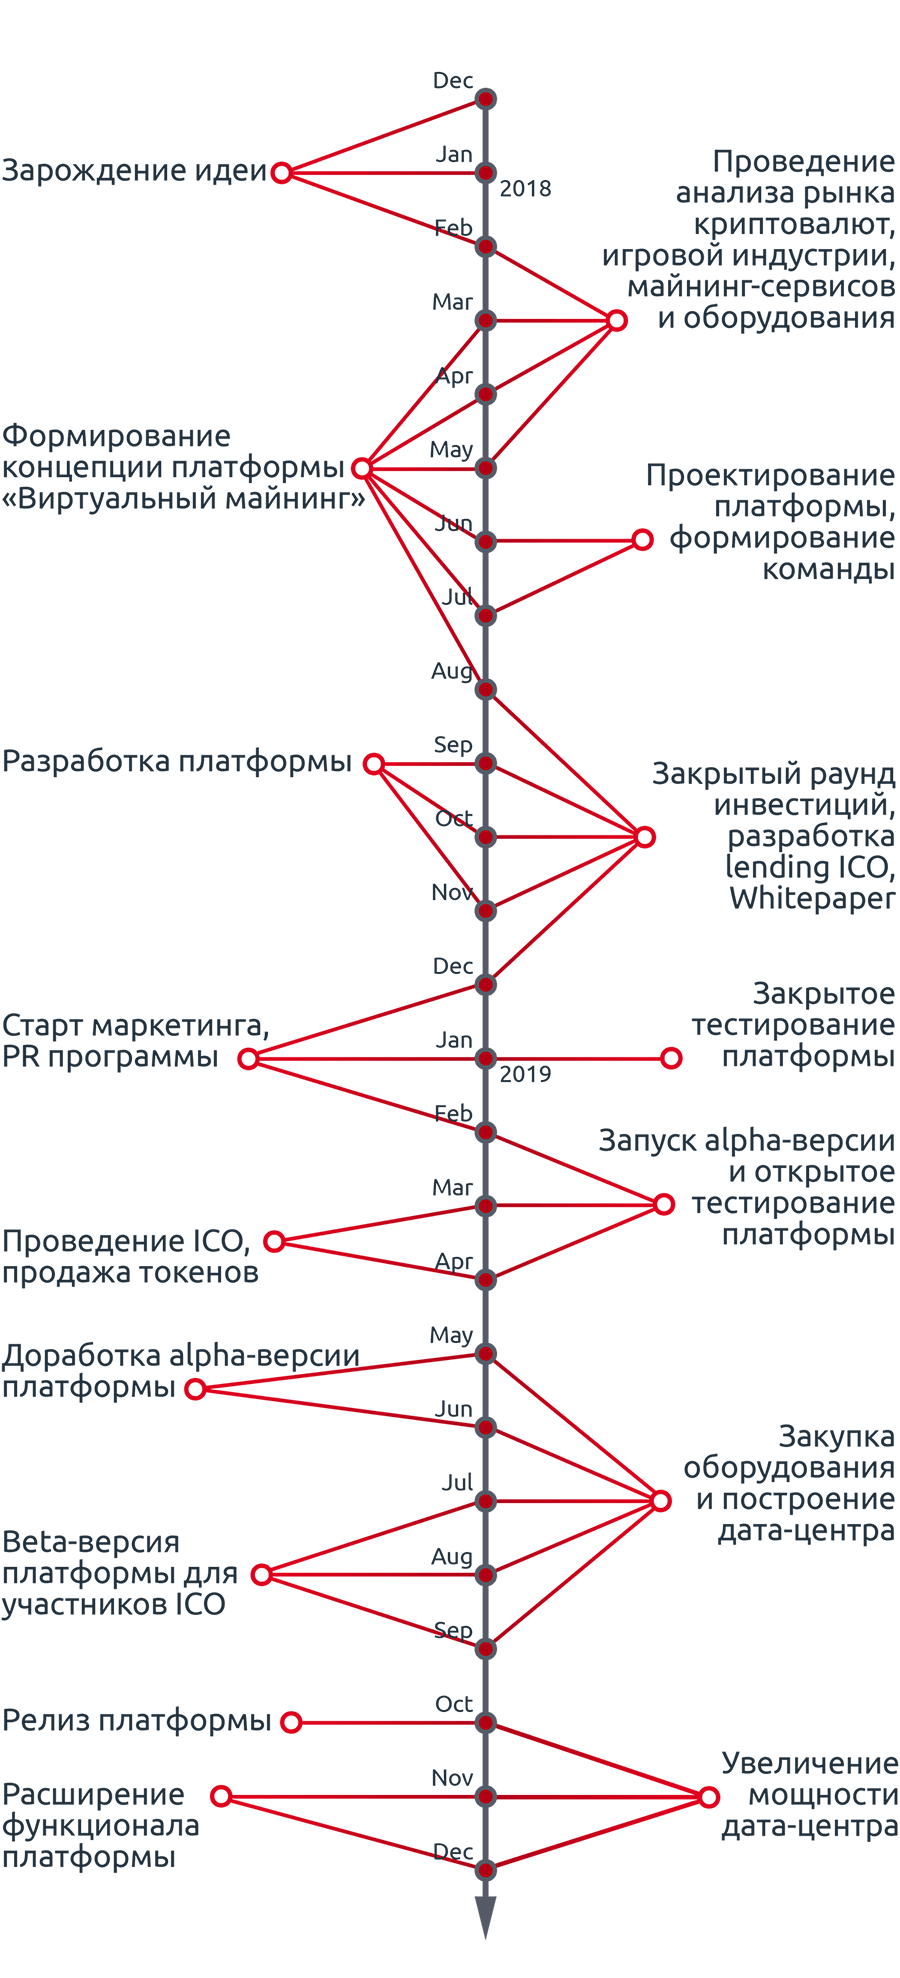 Dec
Зарождение идеи
Jan
2018
Feb
Проведение
анализа рынка
криптовалют,
игровой индустрии,
майнинг-сервисов
и оборудования
Mar
Apr
Формирование
концепции платформы
«Виртуальный майнинг»
May
Проектирование
платформы,
формирование
команды
Jun
Jul
Aug
Разработка платформы
Sep
Закрытый раунд
инвестиций,
разработка
lending ICO,
Whitepaper
Oct
Nov
Dec
Старт маркетинга,
PR программы
Jan
2019
Закрытое
тестирование
платформы
Feb
Запуск alpha-версии
и открытое
тестирование
платформы
Mar
Проведение ICO,
продажа токенов
Apr
May
Доработка alpha-версии
платформы
Jun
Закупка
оборудования
и построение
дата-центра
Jul
Beta-версия
платформы для
участников ICO
Aug
Sep
Oct
Релиз платформы
Nov
Увеличение
мощности
дата-центра
Расширение
функционала
платформы
Dec